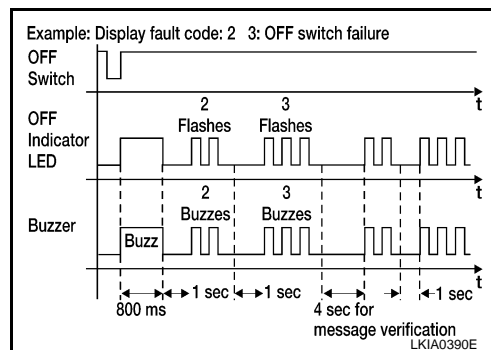 Example: Display fault code: 2 3: OFF switch failure
OFF
Switch
t
2 3
OFF Flashes Flashes
Indicator
LED
t
2 3
Buzzes Buzzes
Buzzer
Buzz
t
1 sec 1 sec 1 sec
800 ms 4 sec for
message verification
LKIA0390E